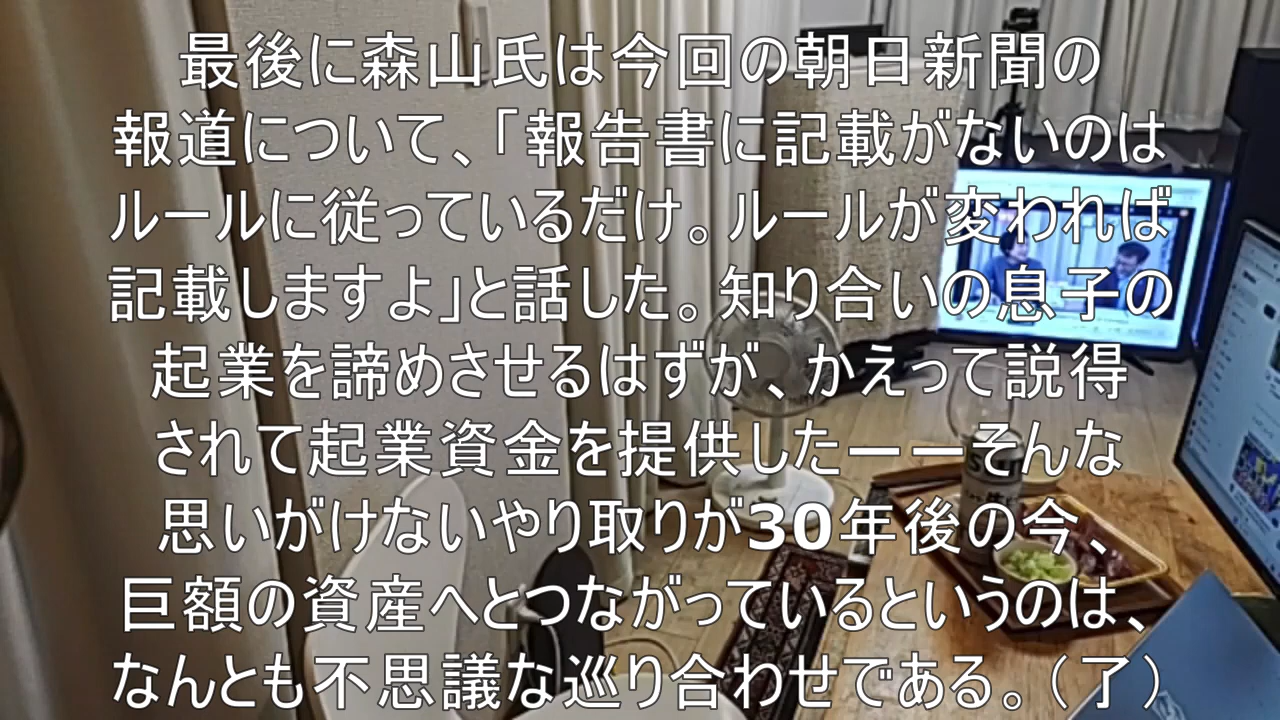 最後に森山氏は今回の朝日新聞の
報道について、「報告書に記載がないのは
ルールに従っているだけ。ルールが変われば
記載しますよ」と話した。知り合いの息子の
起業を諦めさせるはずが、かえって説得
されて起業資金を提供したーーそんな
思いがけないやり取りが30年後の今、
巨額の資産へとつながっているというのは、
なんとも不思議な巡り合わせである。（了）